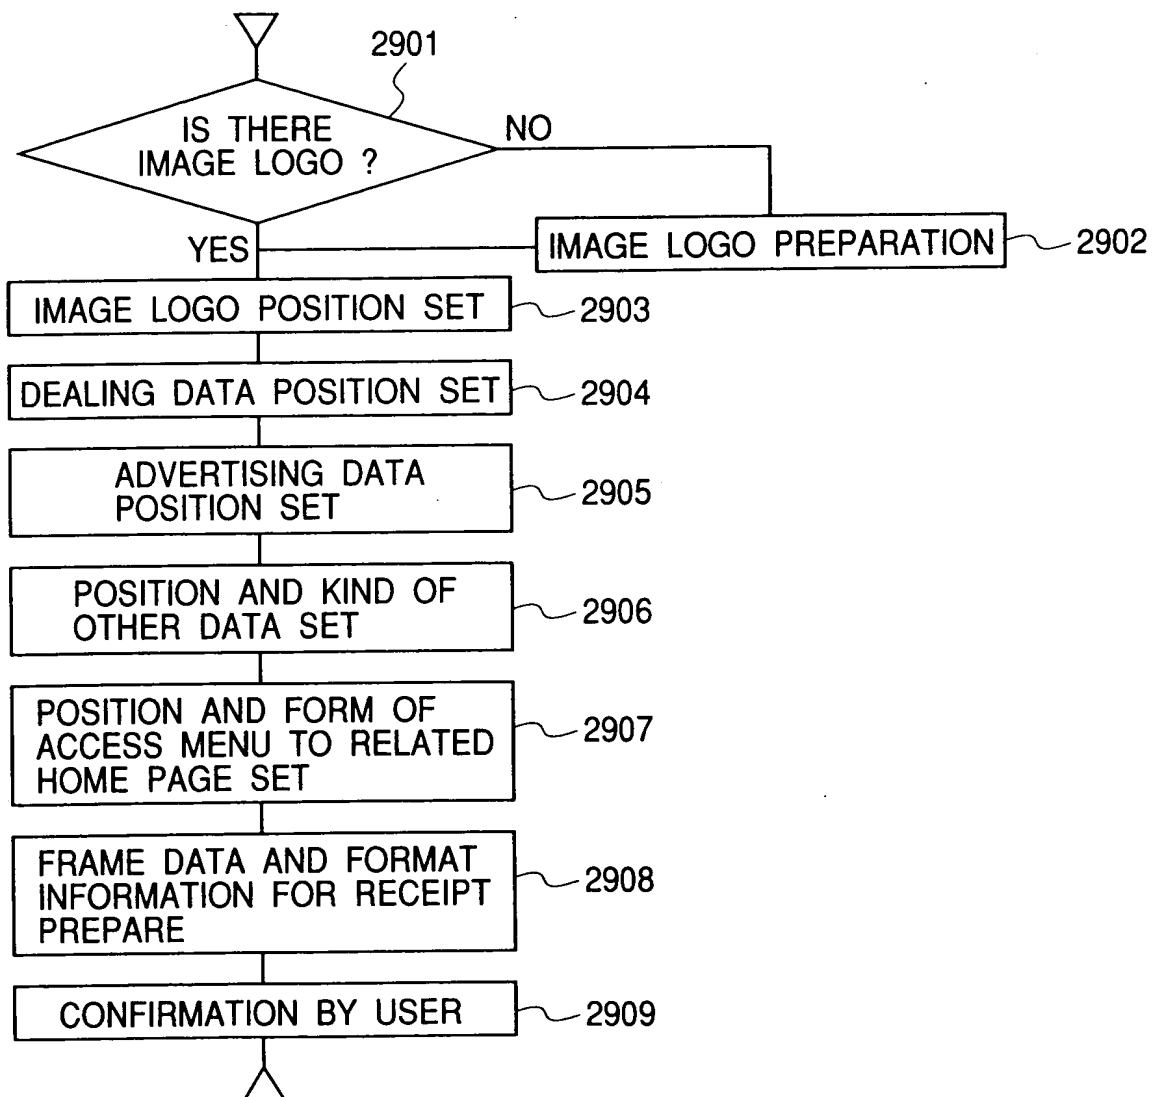 2901
IS THERE
IMAGE LOGO ?
NO
YES
IMAGE LOGO PREPARATION
2902
IMAGE LOGO POSITION SET
2903
DEALING DATA POSITION SET
2904
ADVERTISING DATA
POSITION SET
2905
POSITION AND KIND OF
OTHER DATA SET
2906
POSITION AND FORM OF
ACCESS MENU TO RELATED
HOME PAGE SET
2907
FRAME DATA AND FORMAT
INFORMATION FOR RECEIPT
PREPARE
2908
CONFIRMATION BY USER
2909